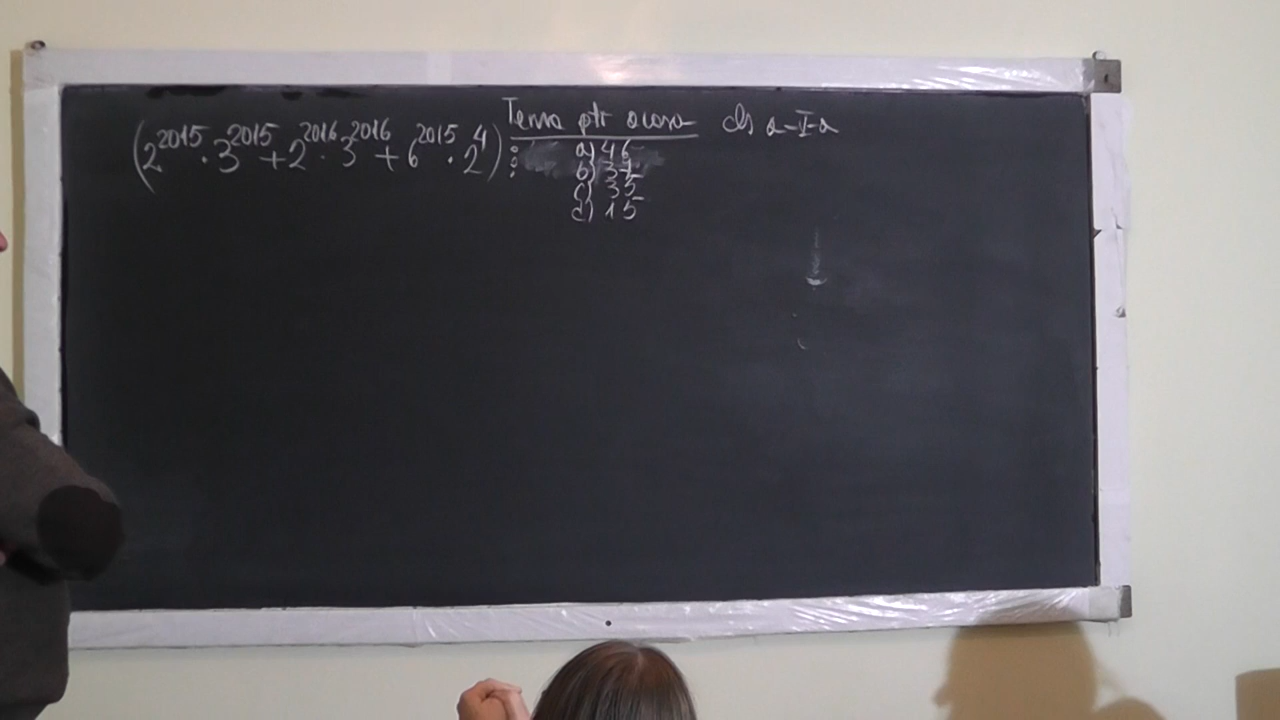 Tema ptr acasa cls a-V-a
(2^2015 · 3^2015 + 2^2016 · 3^2016 + 6^2015 · 2^4) :
a) 46
b) 37
c) 35
d) 15